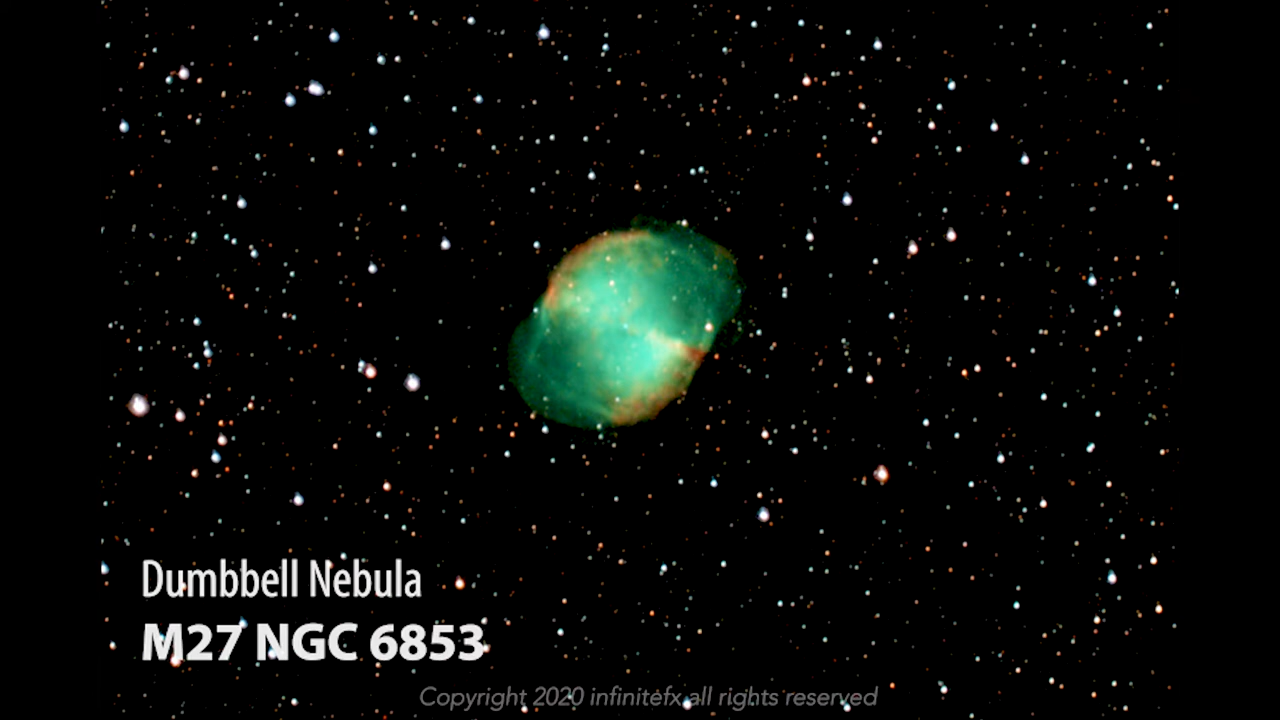 Dumbbell Nebula
M27 NGC 6853
Copyright 2020 infinitefx all rights reserved